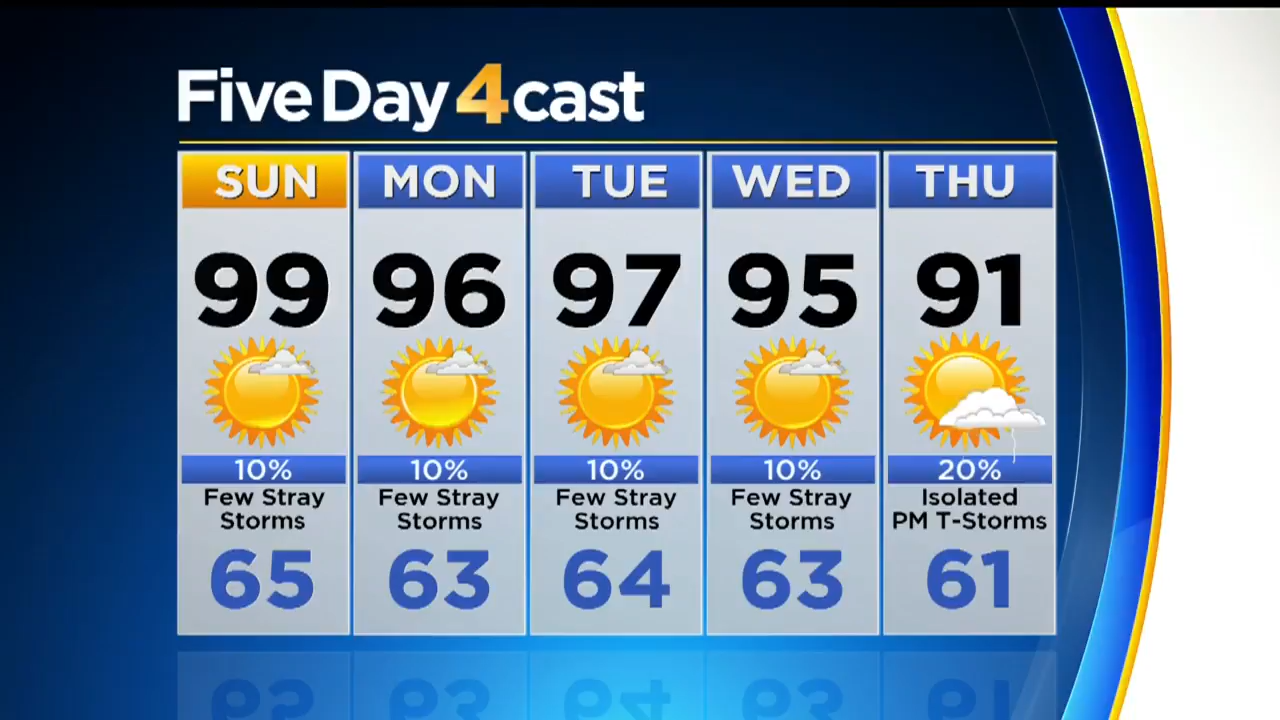 Five Day 4cast
SUN MON TUE WED THU
99 96 97 95 91
10% 10% 10% 10% 20%
Few Stray Few Stray Few Stray Few Stray Isolated
Storms Storms Storms Storms PM T-Storms
65 63 64 63 61